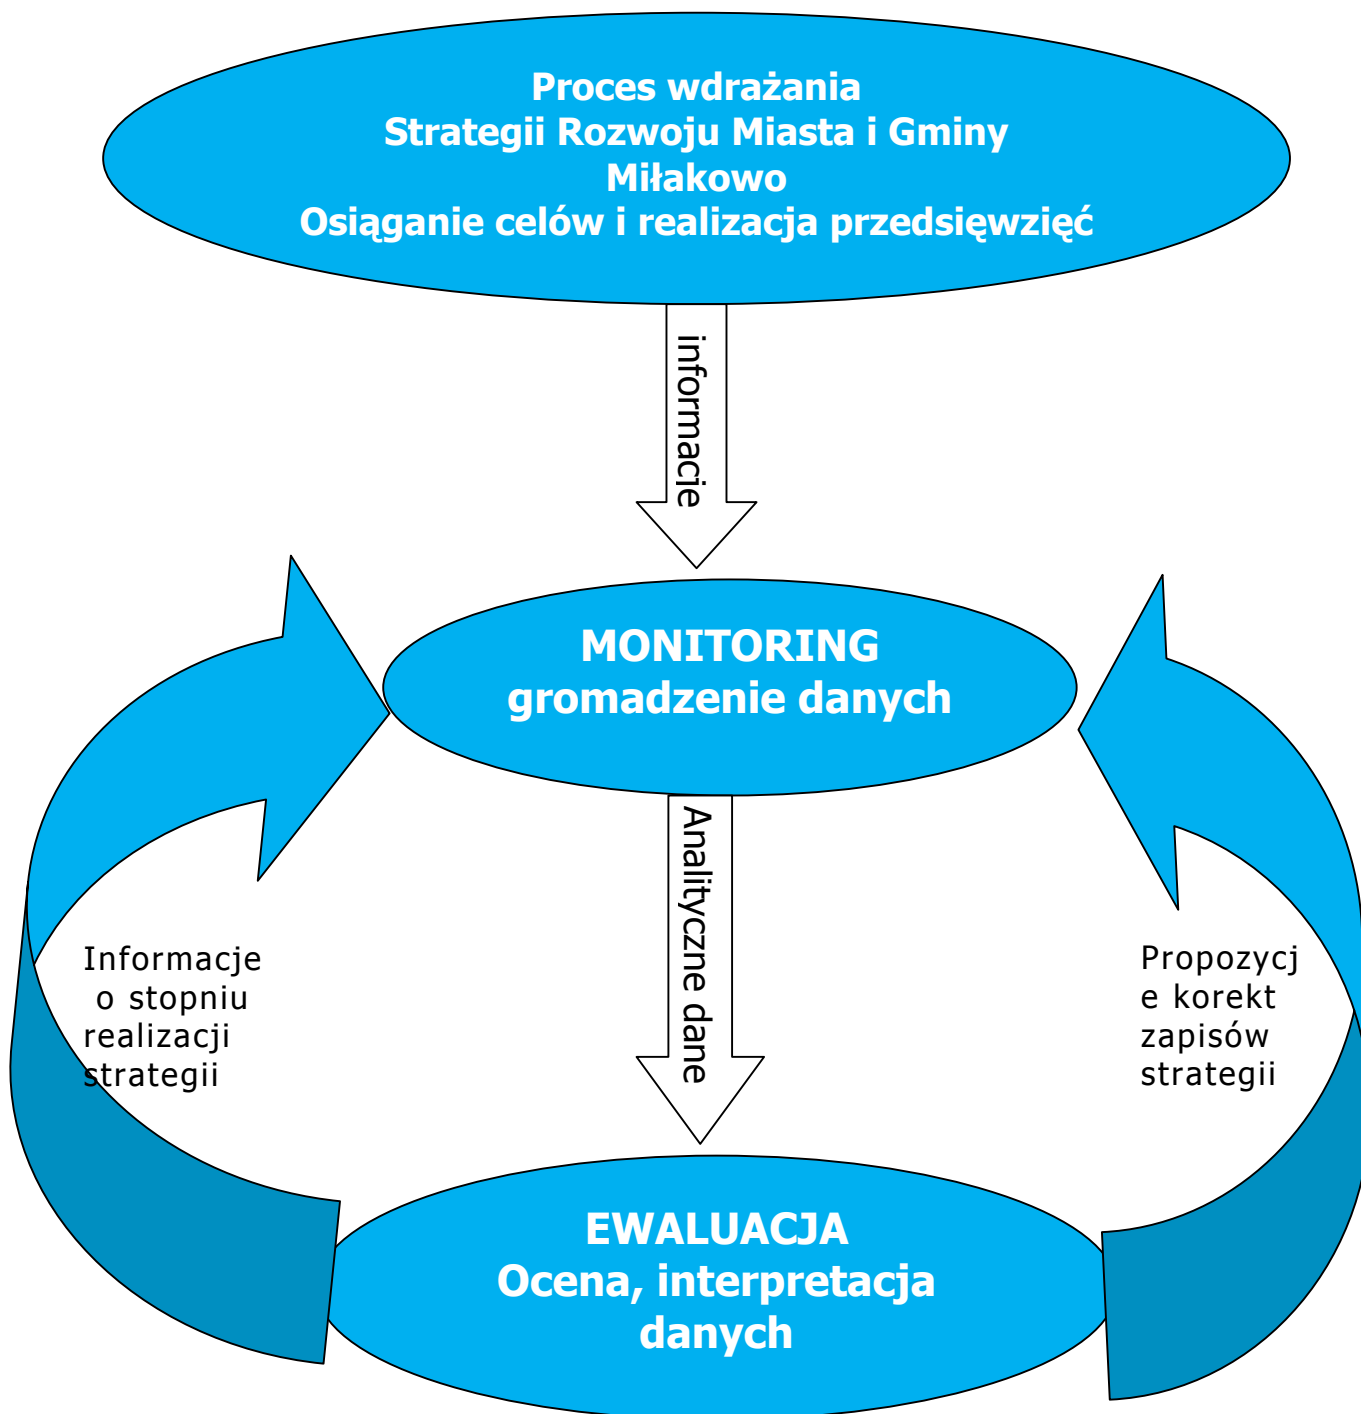 Proces wdrażania
Strategii Rozwoju Miasta i Gminy
Miłakowo
Osiąganie celów i realizacja przedsięwzięć
informacje
MONITORING
gromadzenie danych
Analityczne dane
Informacje
o stopniu
realizacji
strategii
Propozycj
e korekt
zapisów
strategii
EWALUACJA
Ocena, interpretacja
danych